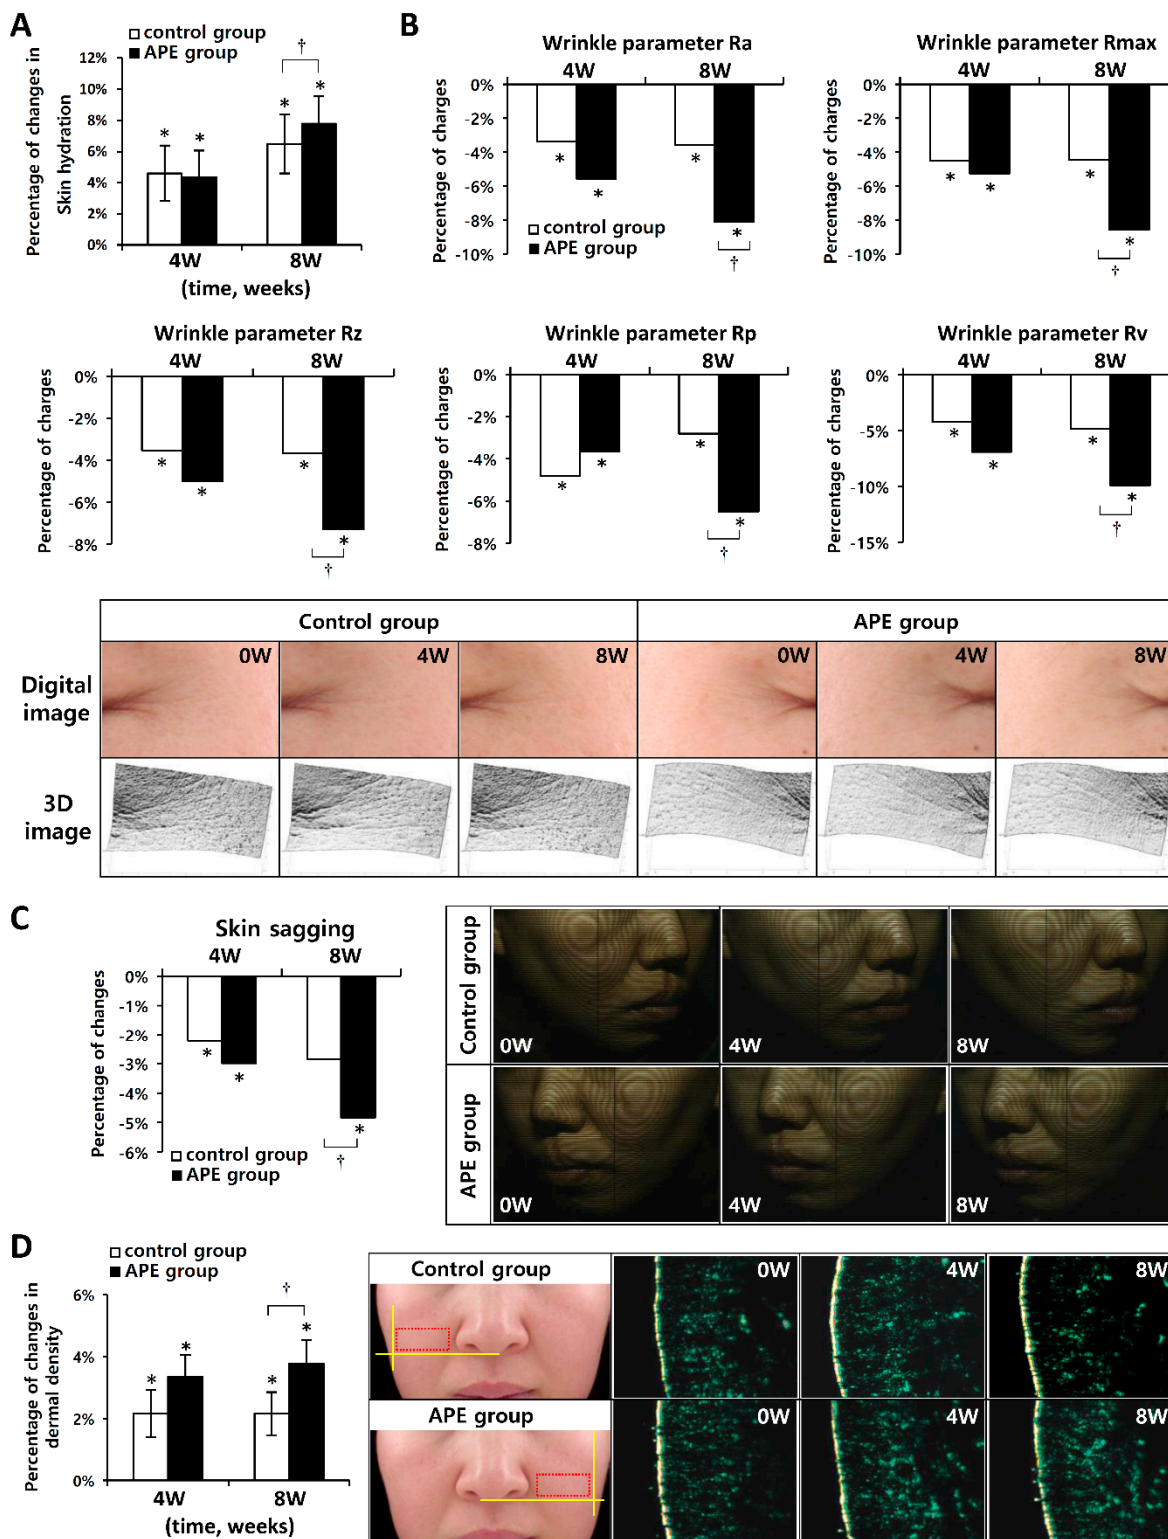 A
control group
APE group
†
12%
10%
8%
6%
4%
2%
0%
* * * *
Percentage of changes in
Skin hydration
4W 8W
(time, weeks)
B
Wrinkle parameter Ra
4W 8W
0%
-2%
-4%
-6%
-8%
-10%
Percentage of charges
* * * *
control group
APE group
†
Wrinkle parameter Rmax
4W 8W
0%
-2%
-4%
-6%
-8%
-10%
Percentage of charges
* * * *
†
Wrinkle parameter Rz
4W 8W
0%
-2%
-4%
-6%
-8%
Percentage of charges
* * * *
†
Wrinkle parameter Rp
4W 8W
0%
-2%
-4%
-6%
-8%
Percentage of charges
* * * *
†
Wrinkle parameter Rv
4W 8W
0%
-5%
-10%
-15%
Percentage of charges
* * * *
†
Control group APE group
Digital
image
0W 4W 8W 0W 4W 8W
3D
image
C
Skin sagging
4W 8W
0%
-1%
-2%
-3%
-4%
-5%
-6%
Percentage of changes
* * *
control group
APE group
†
Control group
0W 4W 8W
APE group
0W 4W 8W
D
control group
APE group
†
6%
4%
2%
0%
* * * *
Percentage of changes in
dermal density
4W 8W
(time, weeks)
Control group
0W 4W 8W
APE group
0W 4W 8W